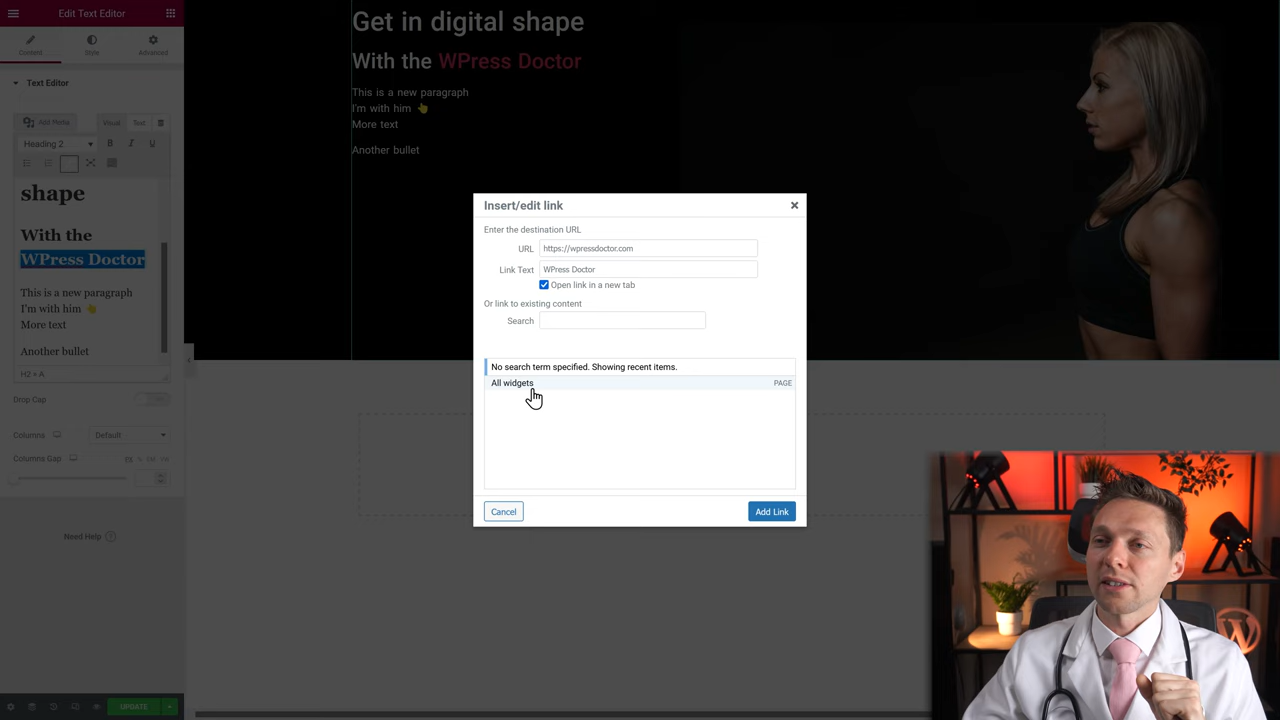 Edit Text Editor
Content
Style
Advanced
Text Editor
Add Media
Visual
Text
Heading 2
B
I
U
shape
With the
WPress Doctor
This is a new paragraph
I'm with him 👆
More text
Another bullet
H2 × A
Drop Cap
Columns
Default
Columns Gap
PX % EM VW
Need Help ?
UPDATE
Get in digital shape
With the WPress Doctor
This is a new paragraph
I'm with him 👆
More text
Another bullet
Insert/edit link
Enter the destination URL
URL
https://wpressdoctor.com
Link Text
WPress Doctor
Open link in a new tab
Or link to existing content
Search
No search term specified. Showing recent items.
All widgets
PAGE
Cancel
Add Link